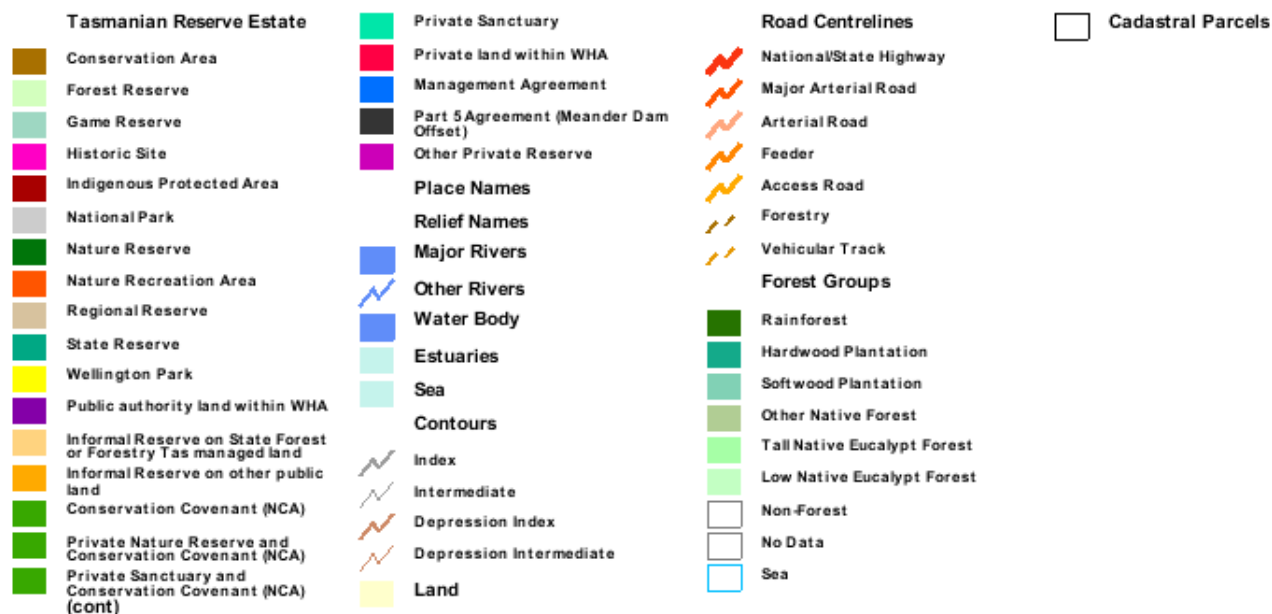 Tasmanian Reserve Estate
Conservation Area
Forest Reserve
Game Reserve
Historic Site
Indigenous Protected Area
National Park
Nature Reserve
Nature Recreation Area
Regional Reserve
State Reserve
Wellington Park
Public authority land within WHA
Informal Reserve on State Forest
or Forestry Tas managed land
Informal Reserve on other public
land
Conservation Covenant (NCA)
Private Nature Reserve and
Conservation Covenant (NCA)
Private Sanctuary and
Conservation Covenant (NCA)
(cont)
Private Sanctuary
Private land within WHA
Management Agreement
Part 5 Agreement (Meander Dam
Offset)
Other Private Reserve
Place Names
Relief Names
Major Rivers
Other Rivers
Water Body
Estuaries
Sea
Contours
Index
Intermediate
Depression Index
Depression Intermediate
Land
Road Centrelines
National/State Highway
Major Arterial Road
Arterial Road
Feeder
Access Road
Forestry
Vehicular Track
Forest Groups
Rainforest
Hardwood Plantation
Softwood Plantation
Other Native Forest
Tall Native Eucalypt Forest
Low Native Eucalypt Forest
Non-Forest
No Data
Sea
Cadastral Parcels